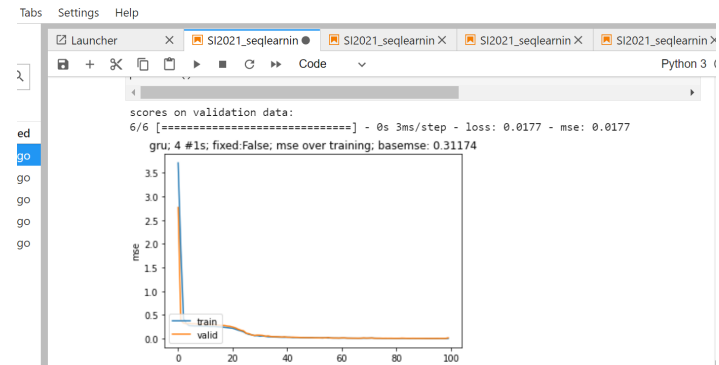 Tabs Settings Help
Launcher SI2021_seqlearnin SI2021_seqlearnin SI2021_seqlearnin SI2021_seqlearnin
Code Python 3
ed
go
go
go
go
go
scores on validation data:
6/6 [==============================] - 0s 3ms/step - loss: 0.0177 - mse: 0.0177
gru; 4 #1s; fixed:False; mse over training; basemse: 0.31174
3.5
3.0
2.5
2.0
1.5
1.0
0.5
0.0
mse
train
valid
0 20 40 60 80 100